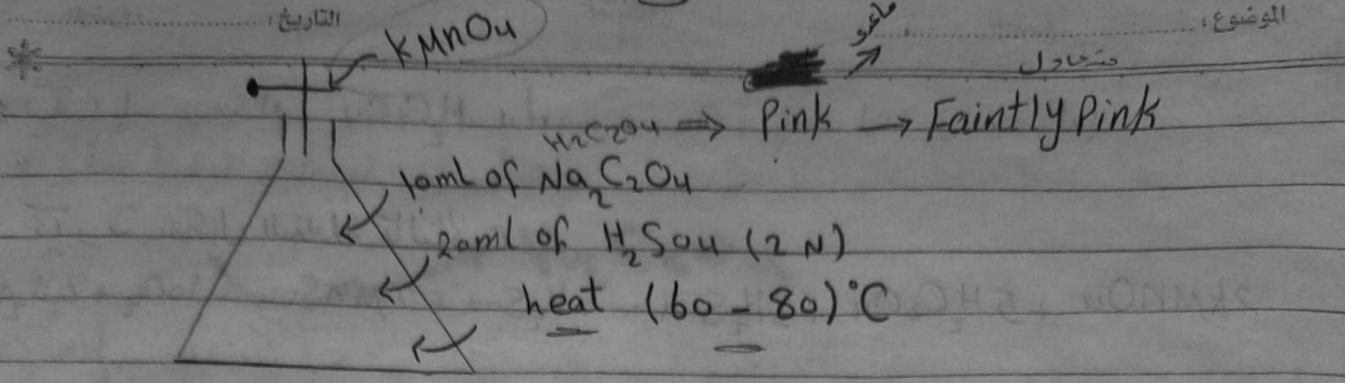 التاريخ: الموضوع:
KMnO4
متعادل
H2C2O4 ⇒ Pink → Faintly Pink
10ml of Na2C2O4
20ml of H2SO4 (2 N)
heat (60 - 80)°C